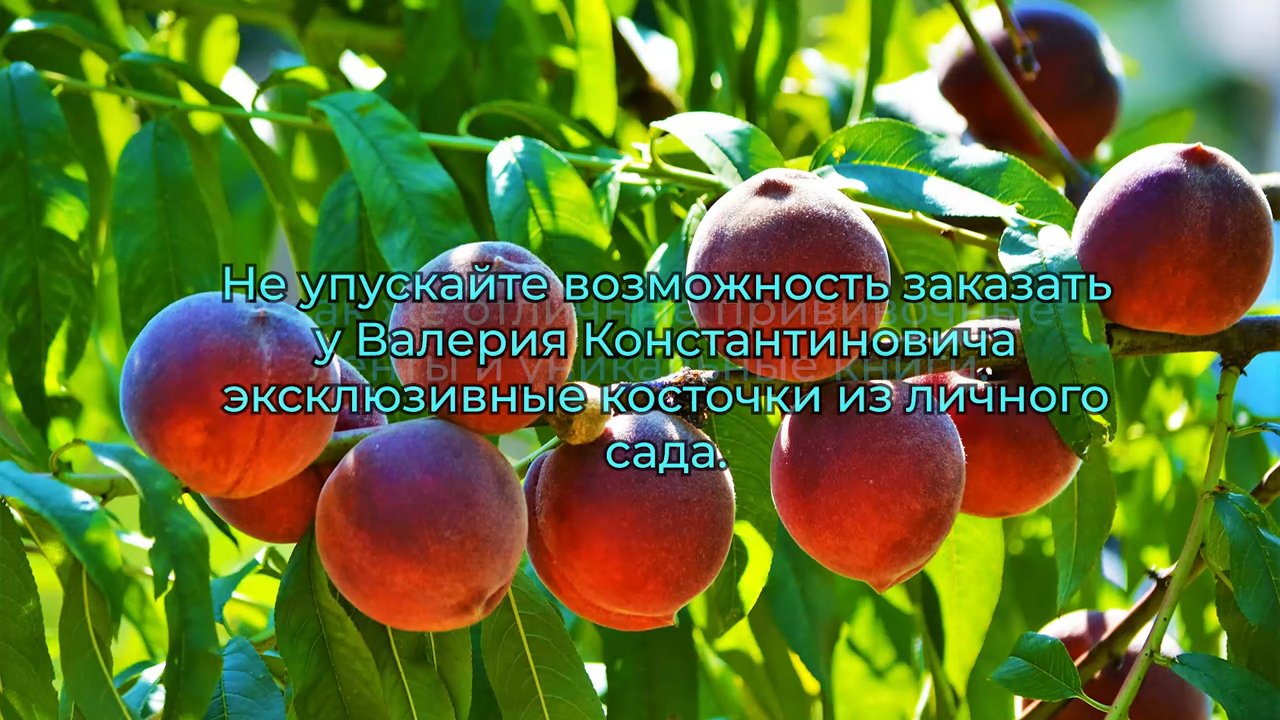 Не упускайте возможность заказать
у Валерия Константиновича
эксклюзивные косточки из личного
сада.